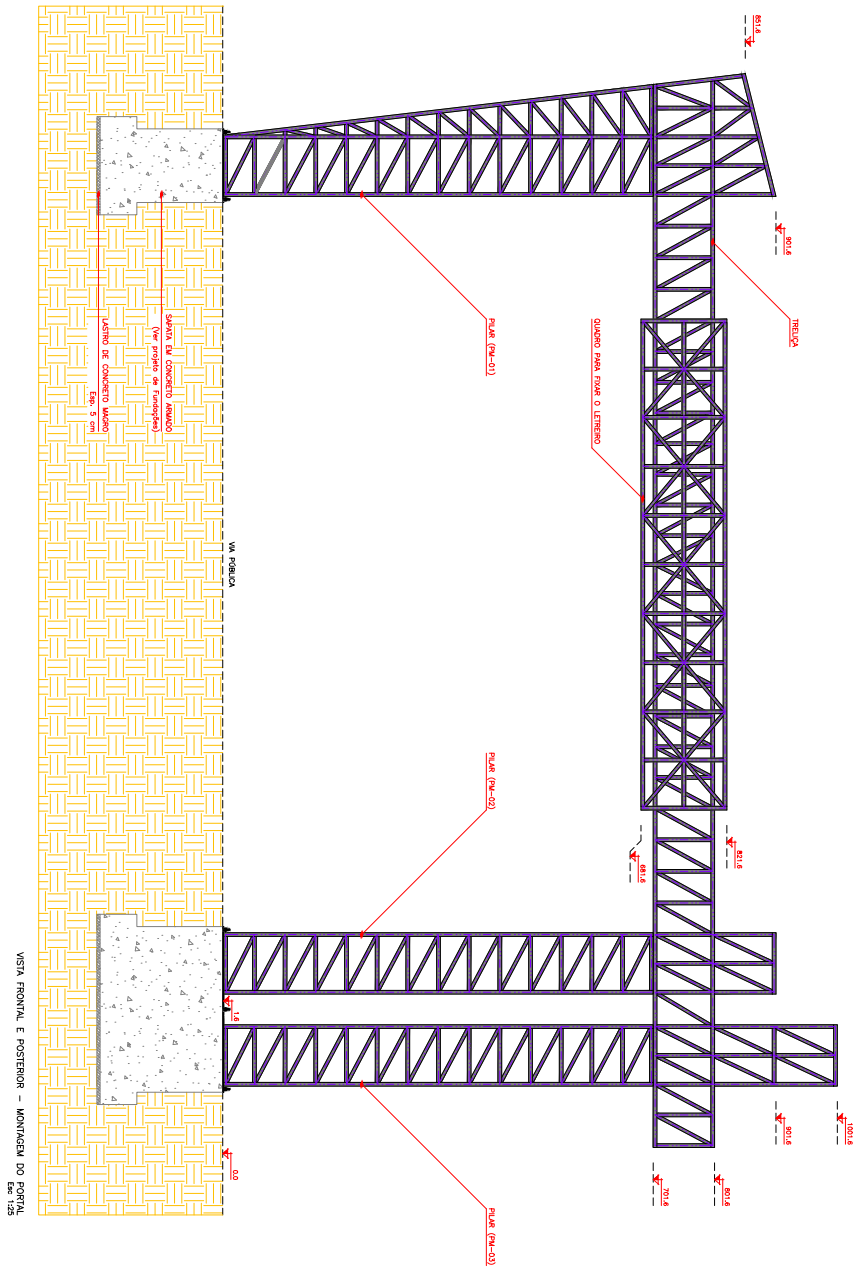 851.6
901.6
TRELIÇA
PILAR (PM-01)
QUADRO PARA FIXAR O LETREIRO
SAPATA EM CONCRETO ARMADO
(Ver projeto de Fundações)
LASTRO DE CONCRETO MAGRO
Esp. 5 cm
VIA PÚBLICA
PILAR (PM-02)
821.6
681.6
1.6
0.0
1001.6
901.6
801.6
701.6
PILAR (PM-03)
VISTA FRONTAL E POSTERIOR - MONTAGEM DO PORTAL
Esc 1:25